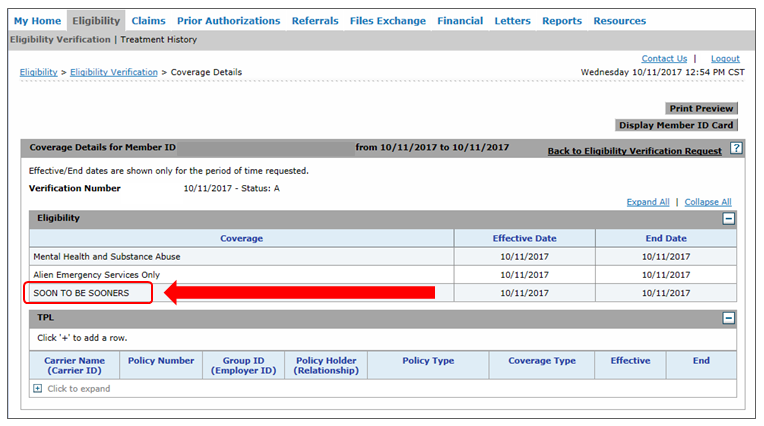 My Home Eligibility Claims Prior Authorizations Referrals Files Exchange Financial Letters Reports Resources
Eligibility Verification | Treatment History
Contact Us | Logout
Eligibility > Eligibility Verification > Coverage Details
Wednesday 10/11/2017 12:54 PM CST
Print Preview
Display Member ID Card
Coverage Details for Member ID from 10/11/2017 to 10/11/2017 Back to Eligibility Verification Request ?
Effective/End dates are shown only for the period of time requested.
Verification Number 10/11/2017 - Status: A
Expand All | Collapse All
Eligibility
Coverage Effective Date End Date
Mental Health and Substance Abuse 10/11/2017 10/11/2017
Alien Emergency Services Only 10/11/2017 10/11/2017
SOON TO BE SOONERS 10/11/2017 10/11/2017
TPL
Click '+' to add a row.
Carrier Name Policy Number Group ID Policy Holder Policy Type Coverage Type Effective End
(Carrier ID) (Employer ID) (Relationship)
Click to expand